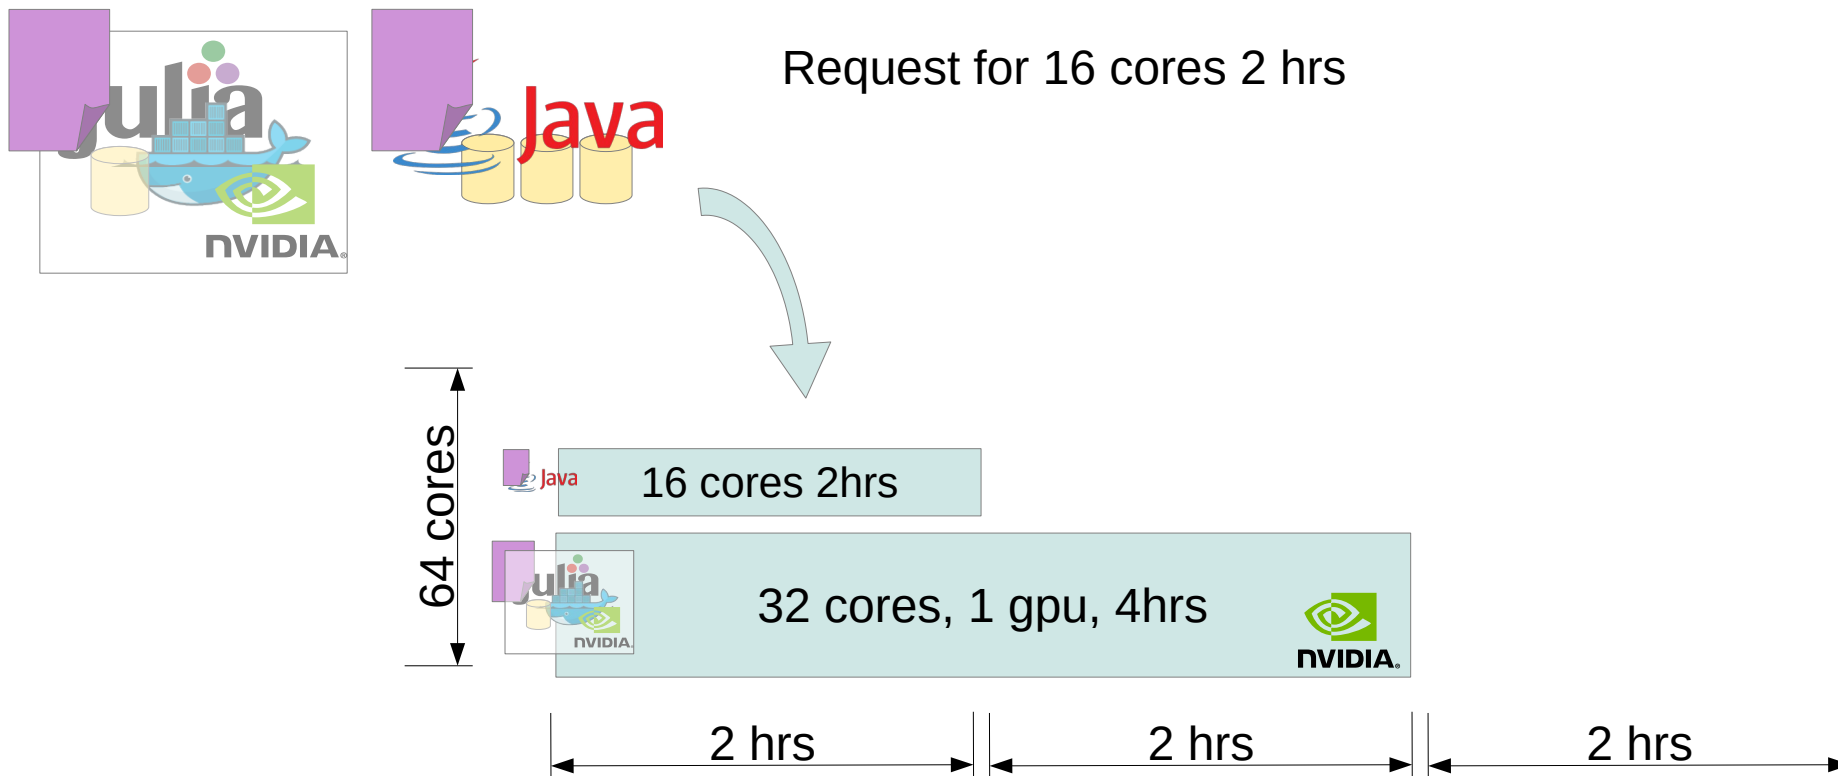 Request for 16 cores 2 hrs
julia
Java
NVIDIA.
64 cores
Java
16 cores 2hrs
julia
NVIDIA.
32 cores, 1 gpu, 4hrs
NVIDIA.
2 hrs
2 hrs
2 hrs